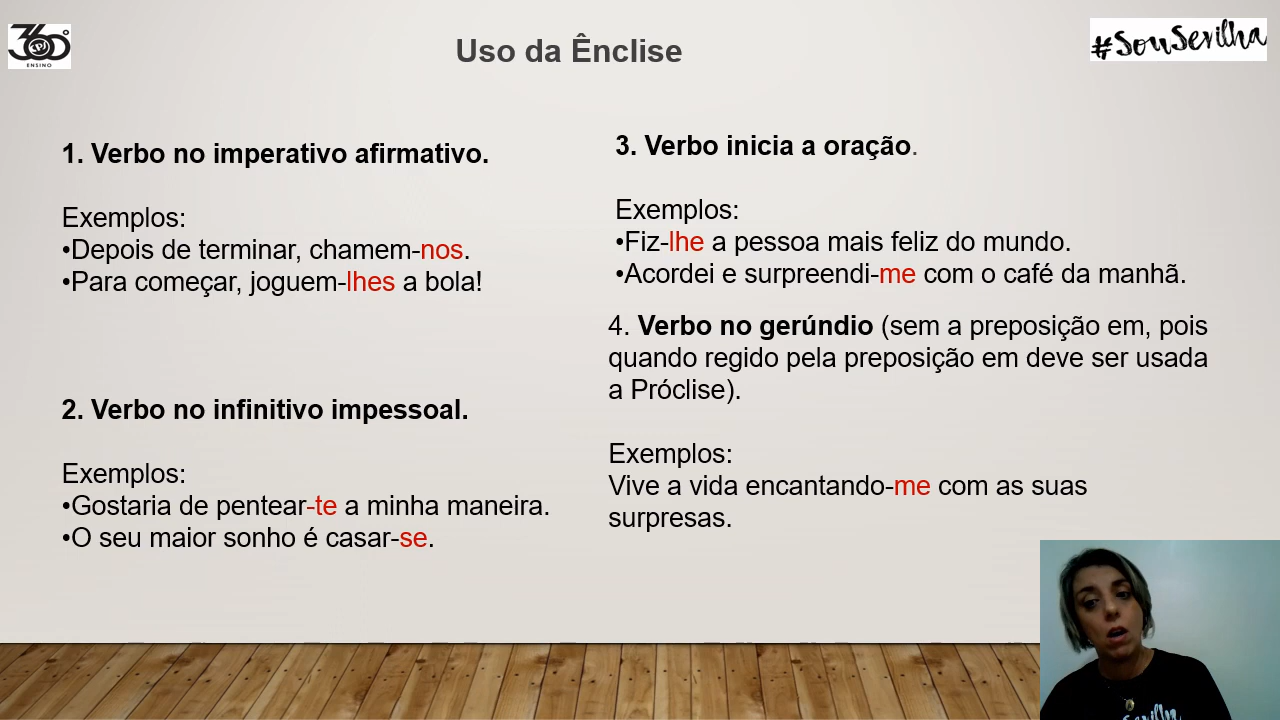 360°
ENSINO
Uso da Ênclise
#SouSevilha
1. Verbo no imperativo afirmativo.
Exemplos:
•Depois de terminar, chamem-nos.
•Para começar, joguem-lhes a bola!
2. Verbo no infinitivo impessoal.
Exemplos:
•Gostaria de pentear-te a minha maneira.
•O seu maior sonho é casar-se.
3. Verbo inicia a oração.
Exemplos:
•Fiz-lhe a pessoa mais feliz do mundo.
•Acordei e surpreendi-me com o café da manhã.
4. Verbo no gerúndio (sem a preposição em, pois
quando regido pela preposição em deve ser usada
a Próclise).
Exemplos:
Vive a vida encantando-me com as suas
surpresas.